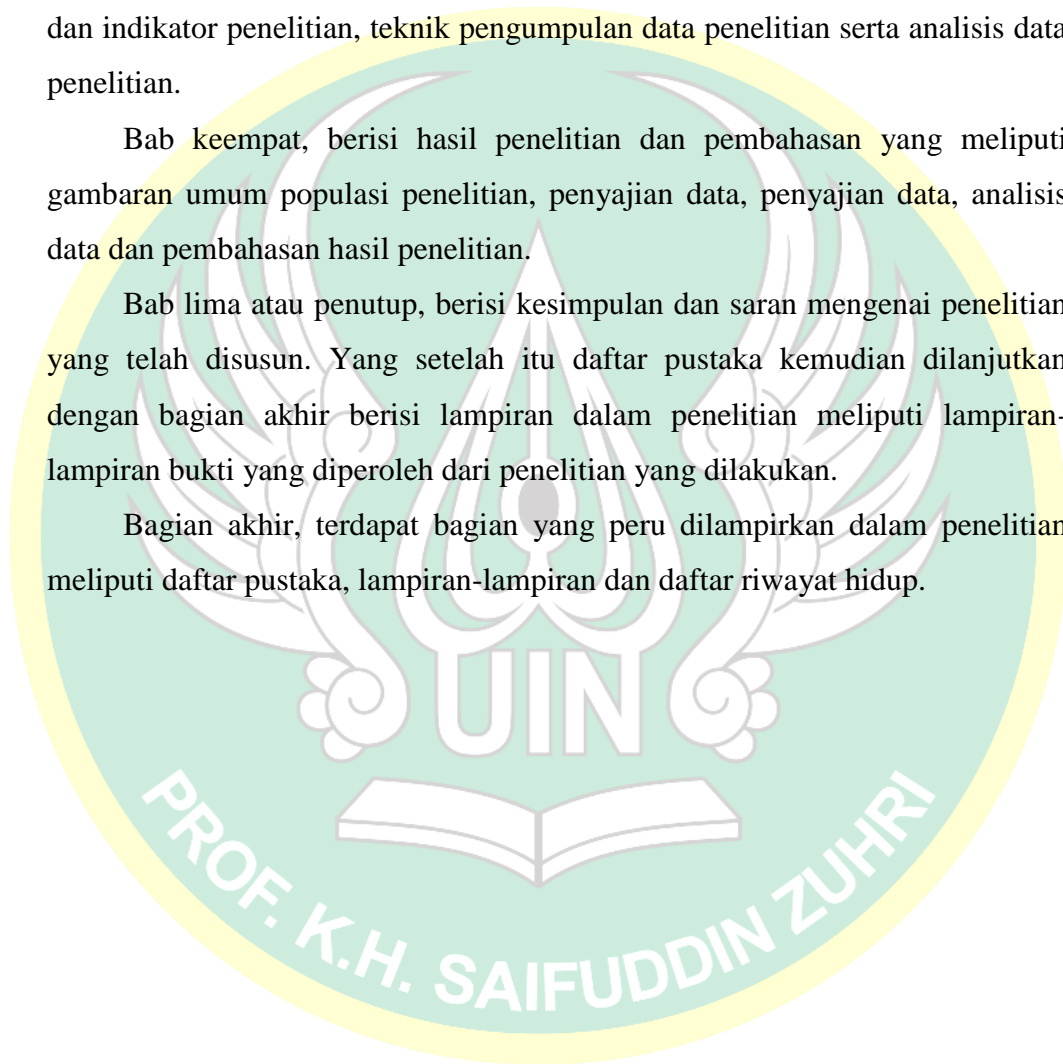 dan indikator penelitian, teknik pengumpulan data penelitian serta analisis data
penelitian.
Bab keempat, berisi hasil penelitian dan pembahasan yang meliputi
gambaran umum populasi penelitian, penyajian data, penyajian data, analisis
data dan pembahasan hasil penelitian.
Bab lima atau penutup, berisi kesimpulan dan saran mengenai penelitian
yang telah disusun. Yang setelah itu daftar pustaka kemudian dilanjutkan
dengan bagian akhir berisi lampiran dalam penelitian meliputi lampiran-
lampiran bukti yang diperoleh dari penelitian yang dilakukan.
Bagian akhir, terdapat bagian yang peru dilampirkan dalam penelitian
meliputi daftar pustaka, lampiran-lampiran dan daftar riwayat hidup.
UIN
PROF. K.H. SAIFUDDIN ZUHRI